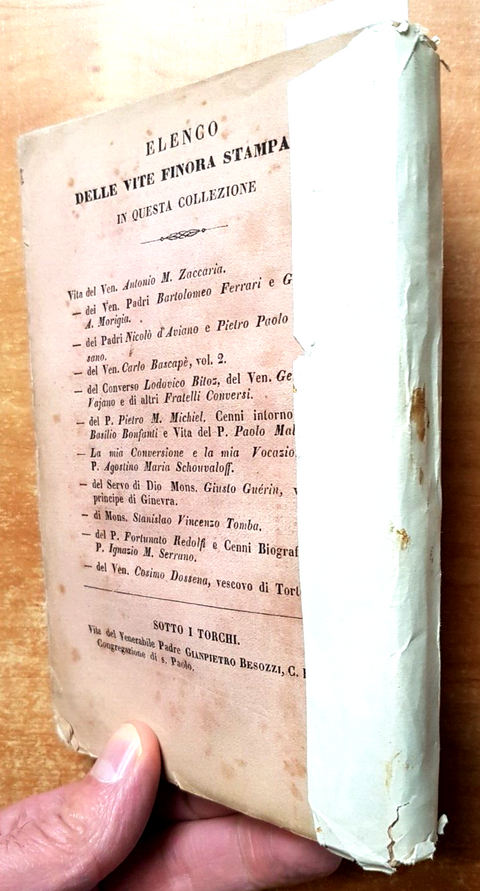 ELENCO
DELLE VITE FINORA STAMPA
IN QUESTA COLLEZIONE
Vita del Ven. Antonio M. Zaccaria.
— dei Ven. Padri Bartolomeo Ferrari e G
A. Morigia.
— dei Padri Nicolò d'Aviano e Pietro Paolo
sano.
— del Ven. Carlo Bascapè, vol. 2.
— del Converso Lodovico Bitoz, del Ven. Ge
Vajano e di altri Fratelli Conversi.
— del P. Pietro M. Michiel. Cenni intorno
Basilio Bonfanti e Vita del P. Paolo Mal
— La mia Conversione e la mia Vocazio
P. Agostino Maria Schouvaloff.
— del Servo di Dio Mons. Giusto Guérin, v
principe di Ginevra.
— di Mons. Stanislao Vincenzo Tomba.
— del P. Fortunato Redolfi e Cenni Biograf
P. Ignazio M. Serrano.
— del Ven. Cosimo Dossena, vescovo di Tort
SOTTO I TORCHI.
Vita del Venerabile Padre GIANPIETRO BESOZZI, C. R
Congregazione di s. Paolo.